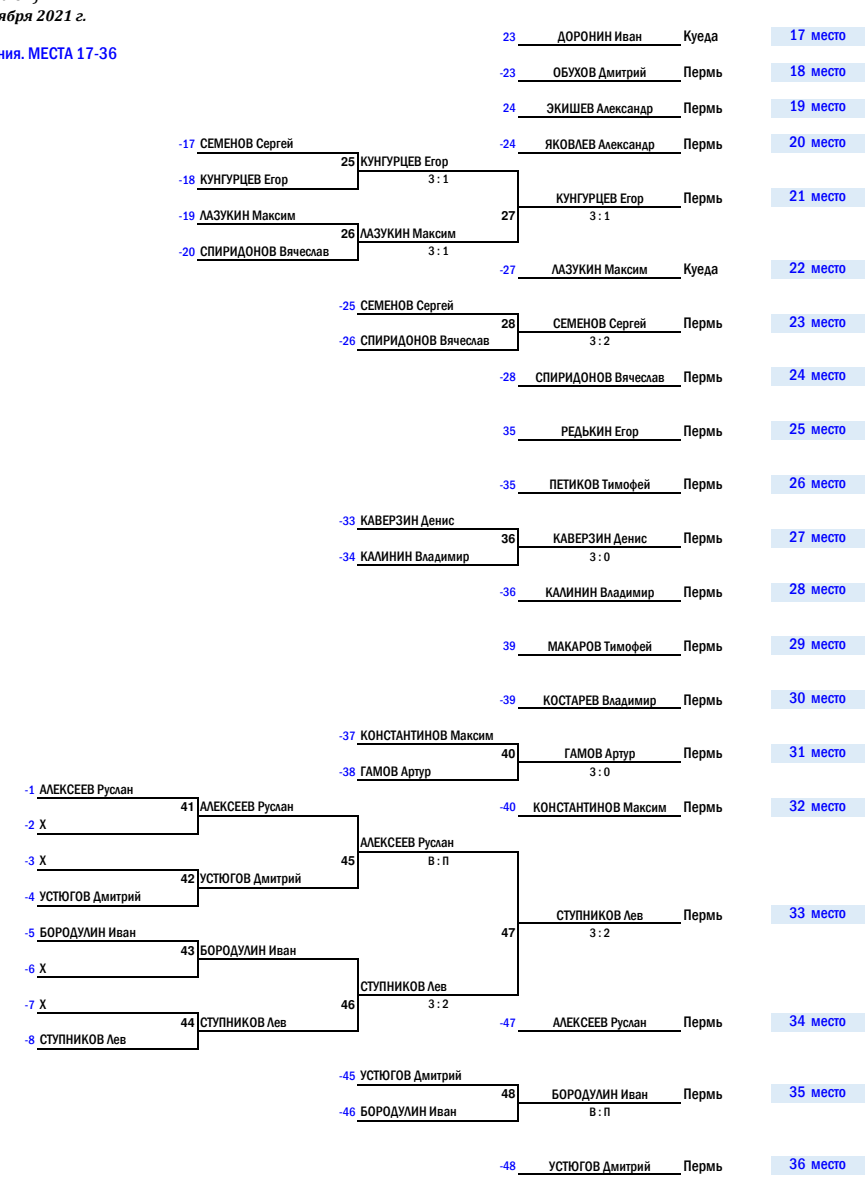 ября 2021 г.
ния. МЕСТА 17-36
23 ДОРОНИН Иван Куеда 17 место
-23 ОБУХОВ Дмитрий Пермь 18 место
24 ЭКИШЕВ Александр Пермь 19 место
-17 СЕМЕНОВ Сергей -24 ЯКОВЛЕВ Александр Пермь 20 место
25 КУНГУРЦЕВ Егор
-18 КУНГУРЦЕВ Егор 3 : 1
КУНГУРЦЕВ Егор Пермь 21 место
-19 ЛАЗУКИН Максим 27 3 : 1
26 ЛАЗУКИН Максим
-20 СПИРИДОНОВ Вячеслав 3 : 1
-27 ЛАЗУКИН Максим Куеда 22 место
-25 СЕМЕНОВ Сергей
28 СЕМЕНОВ Сергей Пермь 23 место
-26 СПИРИДОНОВ Вячеслав 3 : 2
-28 СПИРИДОНОВ Вячеслав Пермь 24 место
35 РЕДЬКИН Егор Пермь 25 место
-35 ПЕТИКОВ Тимофей Пермь 26 место
-33 КАВЕРЗИН Денис
36 КАВЕРЗИН Денис Пермь 27 место
-34 КАЛИНИН Владимир 3 : 0
-36 КАЛИНИН Владимир Пермь 28 место
39 МАКАРОВ Тимофей Пермь 29 место
-39 КОСТАРЕВ Владимир Пермь 30 место
-37 КОНСТАНТИНОВ Максим
40 ГАМОВ Артур Пермь 31 место
-38 ГАМОВ Артур 3 : 0
-1 АЛЕКСЕЕВ Руслан
41 АЛЕКСЕЕВ Руслан -40 КОНСТАНТИНОВ Максим Пермь 32 место
-2 X
АЛЕКСЕЕВ Руслан
-3 X 45 В : П
42 УСТЮГОВ Дмитрий
-4 УСТЮГОВ Дмитрий
СТУПНИКОВ Лев Пермь 33 место
-5 БОРОДУЛИН Иван 47 3 : 2
43 БОРОДУЛИН Иван
-6 X
СТУПНИКОВ Лев
-7 X 46 3 : 2
44 СТУПНИКОВ Лев -47 АЛЕКСЕЕВ Руслан Пермь 34 место
-8 СТУПНИКОВ Лев
-45 УСТЮГОВ Дмитрий
48 БОРОДУЛИН Иван Пермь 35 место
-46 БОРОДУЛИН Иван В : П
-48 УСТЮГОВ Дмитрий Пермь 36 место